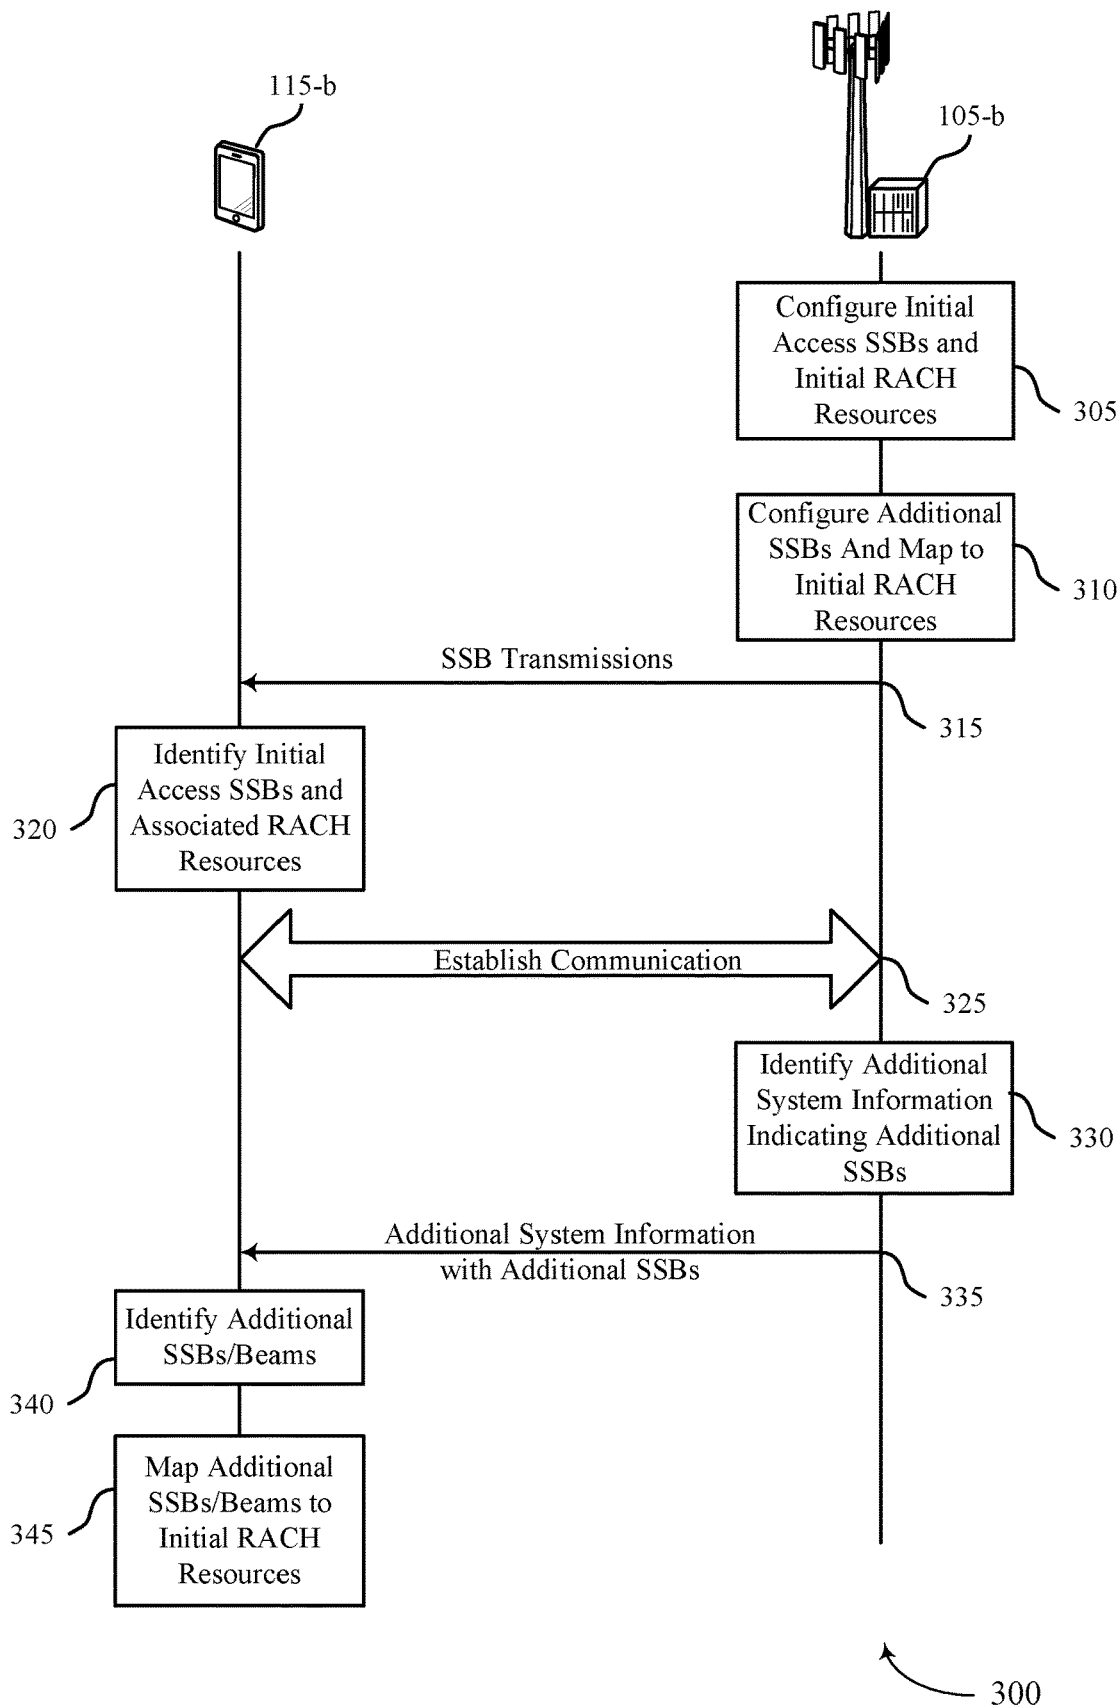 115-b
105-b
Configure Initial
Access SSBs and
Initial RACH
Resources
305
Configure Additional
SSBs And Map to
Initial RACH
Resources
310
SSB Transmissions
315
Identify Initial
Access SSBs and
Associated RACH
Resources
320
Establish Communication
325
Identify Additional
System Information
Indicating Additional
SSBs
330
Additional System Information
with Additional SSBs
335
Identify Additional
SSBs/Beams
340
Map Additional
SSBs/Beams to
Initial RACH
Resources
345
300